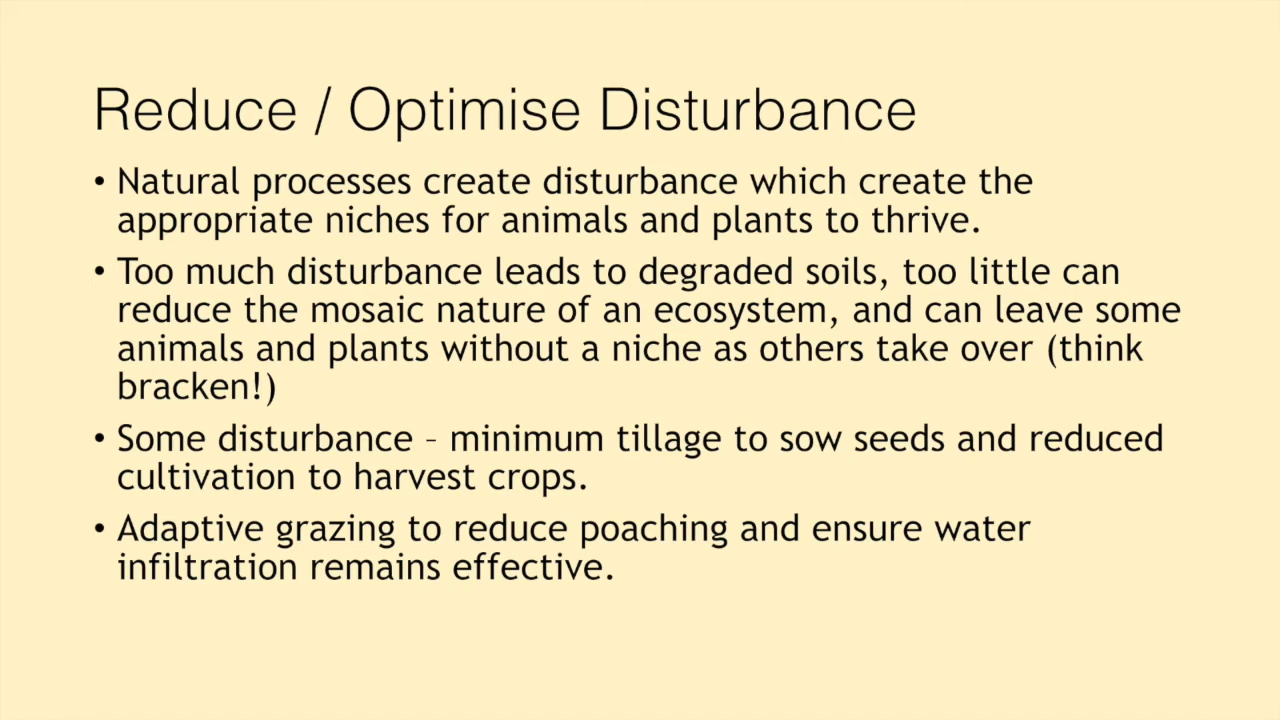 Reduce / Optimise Disturbance
• Natural processes create disturbance which create the
appropriate niches for animals and plants to thrive.
• Too much disturbance leads to degraded soils, too little can
reduce the mosaic nature of an ecosystem, and can leave some
animals and plants without a niche as others take over (think
bracken!)
• Some disturbance – minimum tillage to sow seeds and reduced
cultivation to harvest crops.
• Adaptive grazing to reduce poaching and ensure water
infiltration remains effective.